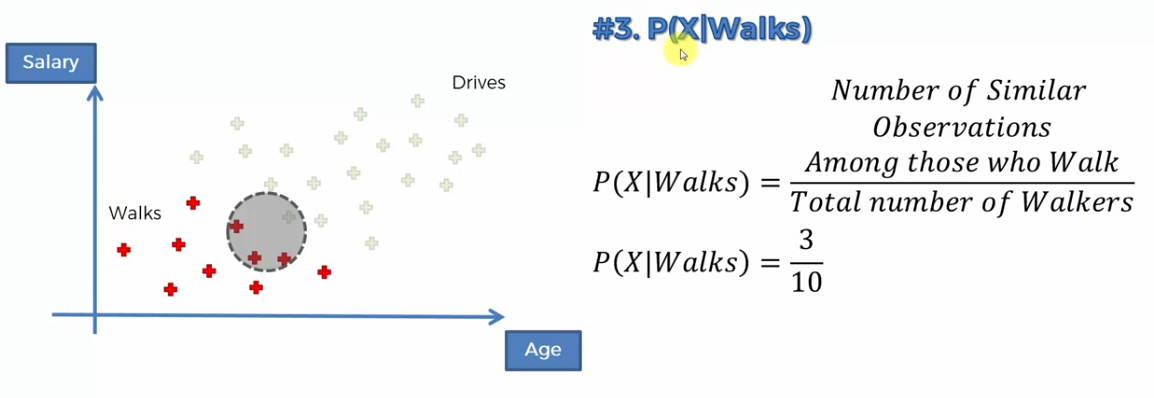 #3. P(X|Walks)
Salary
Drives
Walks
Age
Number of Similar
Observations
Among those who Walk
P(X|Walks) = 
Total number of Walkers
3
P(X|Walks) = 
10